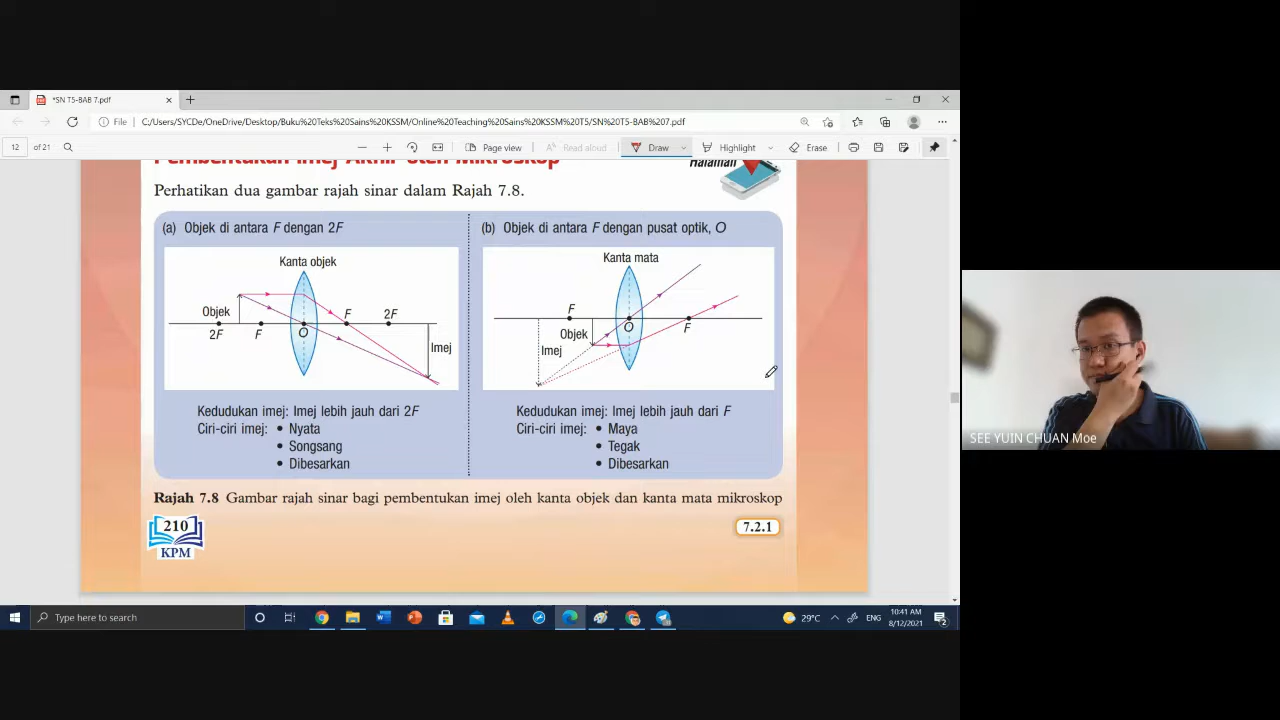 *SN T5-BAB 7.pdf
File
C:/Users/SYCDe/OneDrive/Desktop/Buku%20Teks%20Sains%20KSSM/Online%20Teaching%20Sains%20KSSM%20T5/SN%20T5-BAB%207.pdf
12 of 21
Page view
Read aloud
Draw
Highlight
Erase
Pembentukan Imej Akhir oleh Mikroskop
Halaman
Perhatikan dua gambar rajah sinar dalam Rajah 7.8.
(a) Objek di antara F dengan 2F
Kanta objek
Objek
2F
F
O
F
2F
Imej
Kedudukan imej: Imej lebih jauh dari 2F
Ciri-ciri imej: • Nyata
• Songsang
• Dibesarkan
(b) Objek di antara F dengan pusat optik, O
Kanta mata
F
Objek
O
F
Imej
Kedudukan imej: Imej lebih jauh dari F
Ciri-ciri imej: • Maya
• Tegak
• Dibesarkan
Rajah 7.8 Gambar rajah sinar bagi pembentukan imej oleh kanta objek dan kanta mata mikroskop
210
KPM
7.2.1
SEE YUIN CHUAN Moe
Type here to search
29°C
ENG
10:41 AM
8/12/2021
2